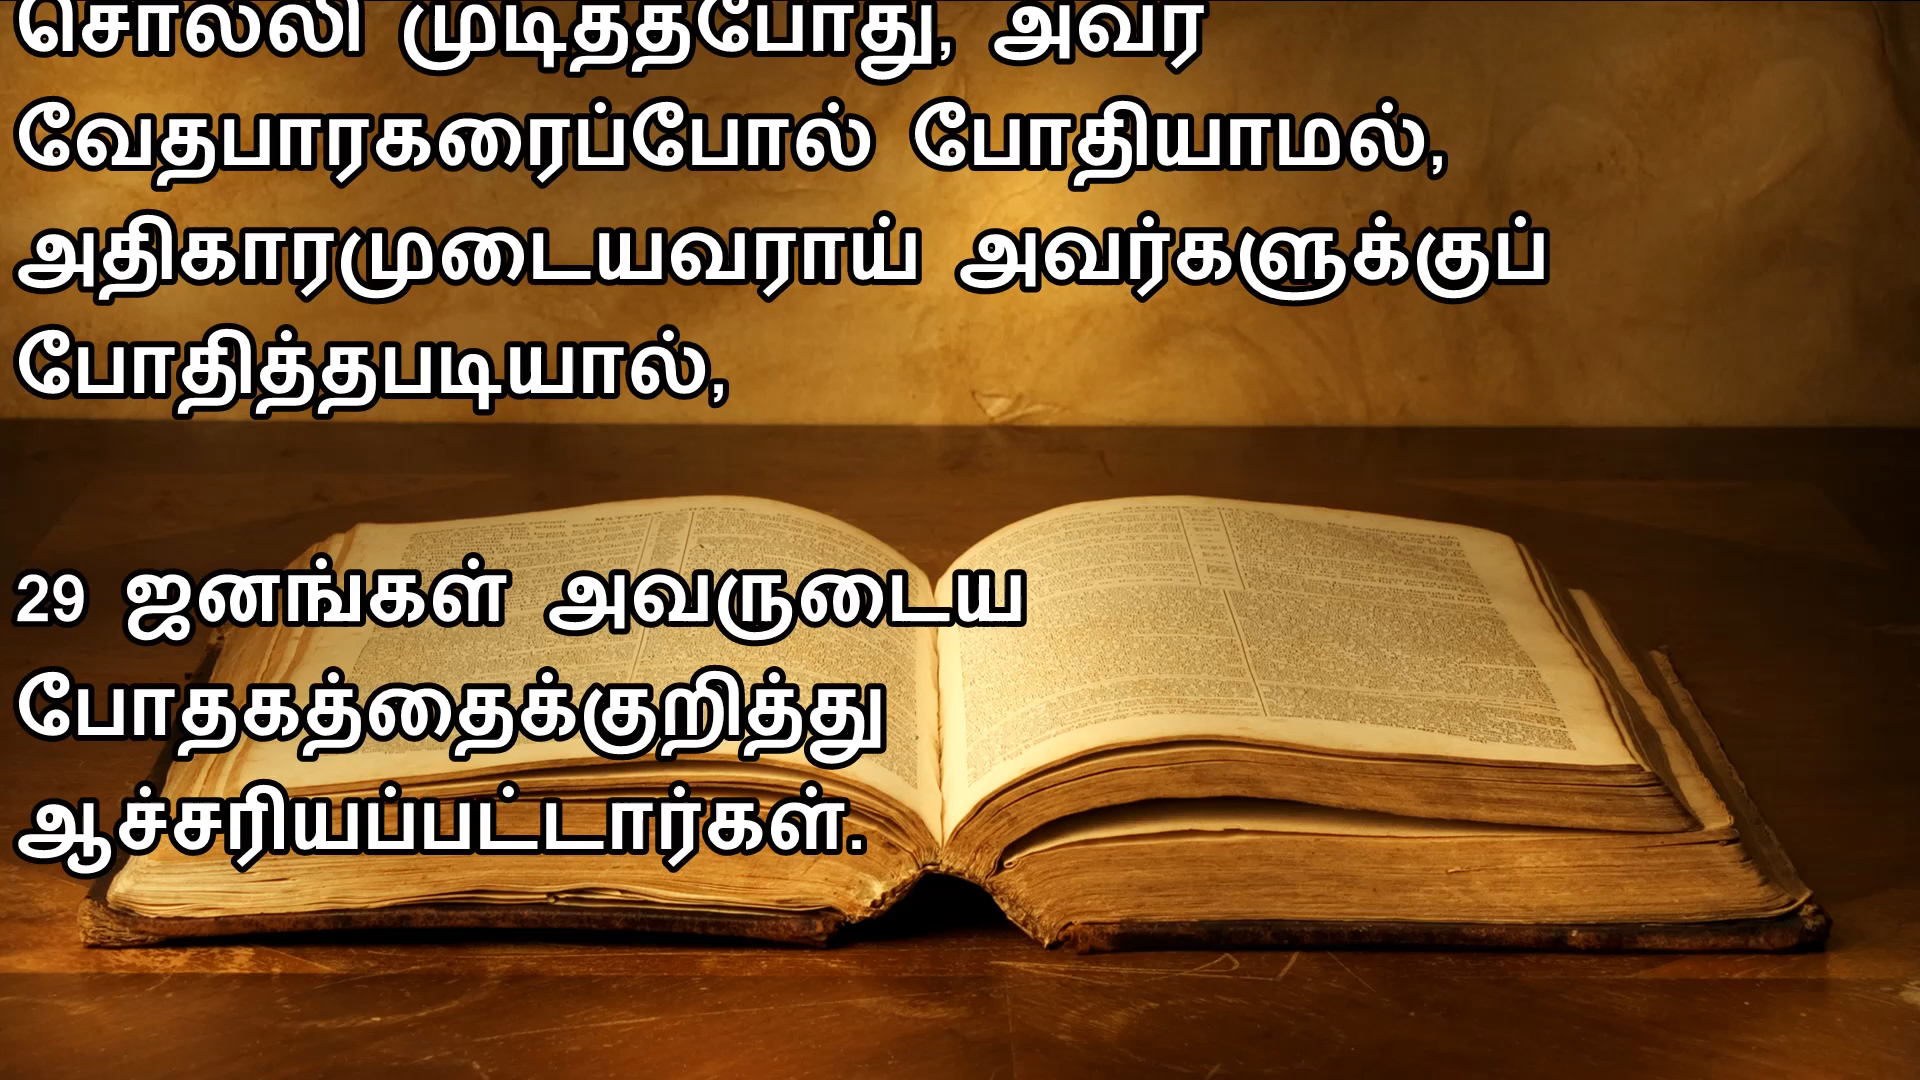 சொல்லி முடித்தபோது, அவர்
வேதபாரகரைப்போல் போதியாமல்,
அதிகாரமுடையவராய் அவர்களுக்குப்
போதித்தபடியால்,
29 ஜனங்கள் அவருடைய
போதகத்தைக்குறித்து
ஆச்சரியப்பட்டார்கள்.